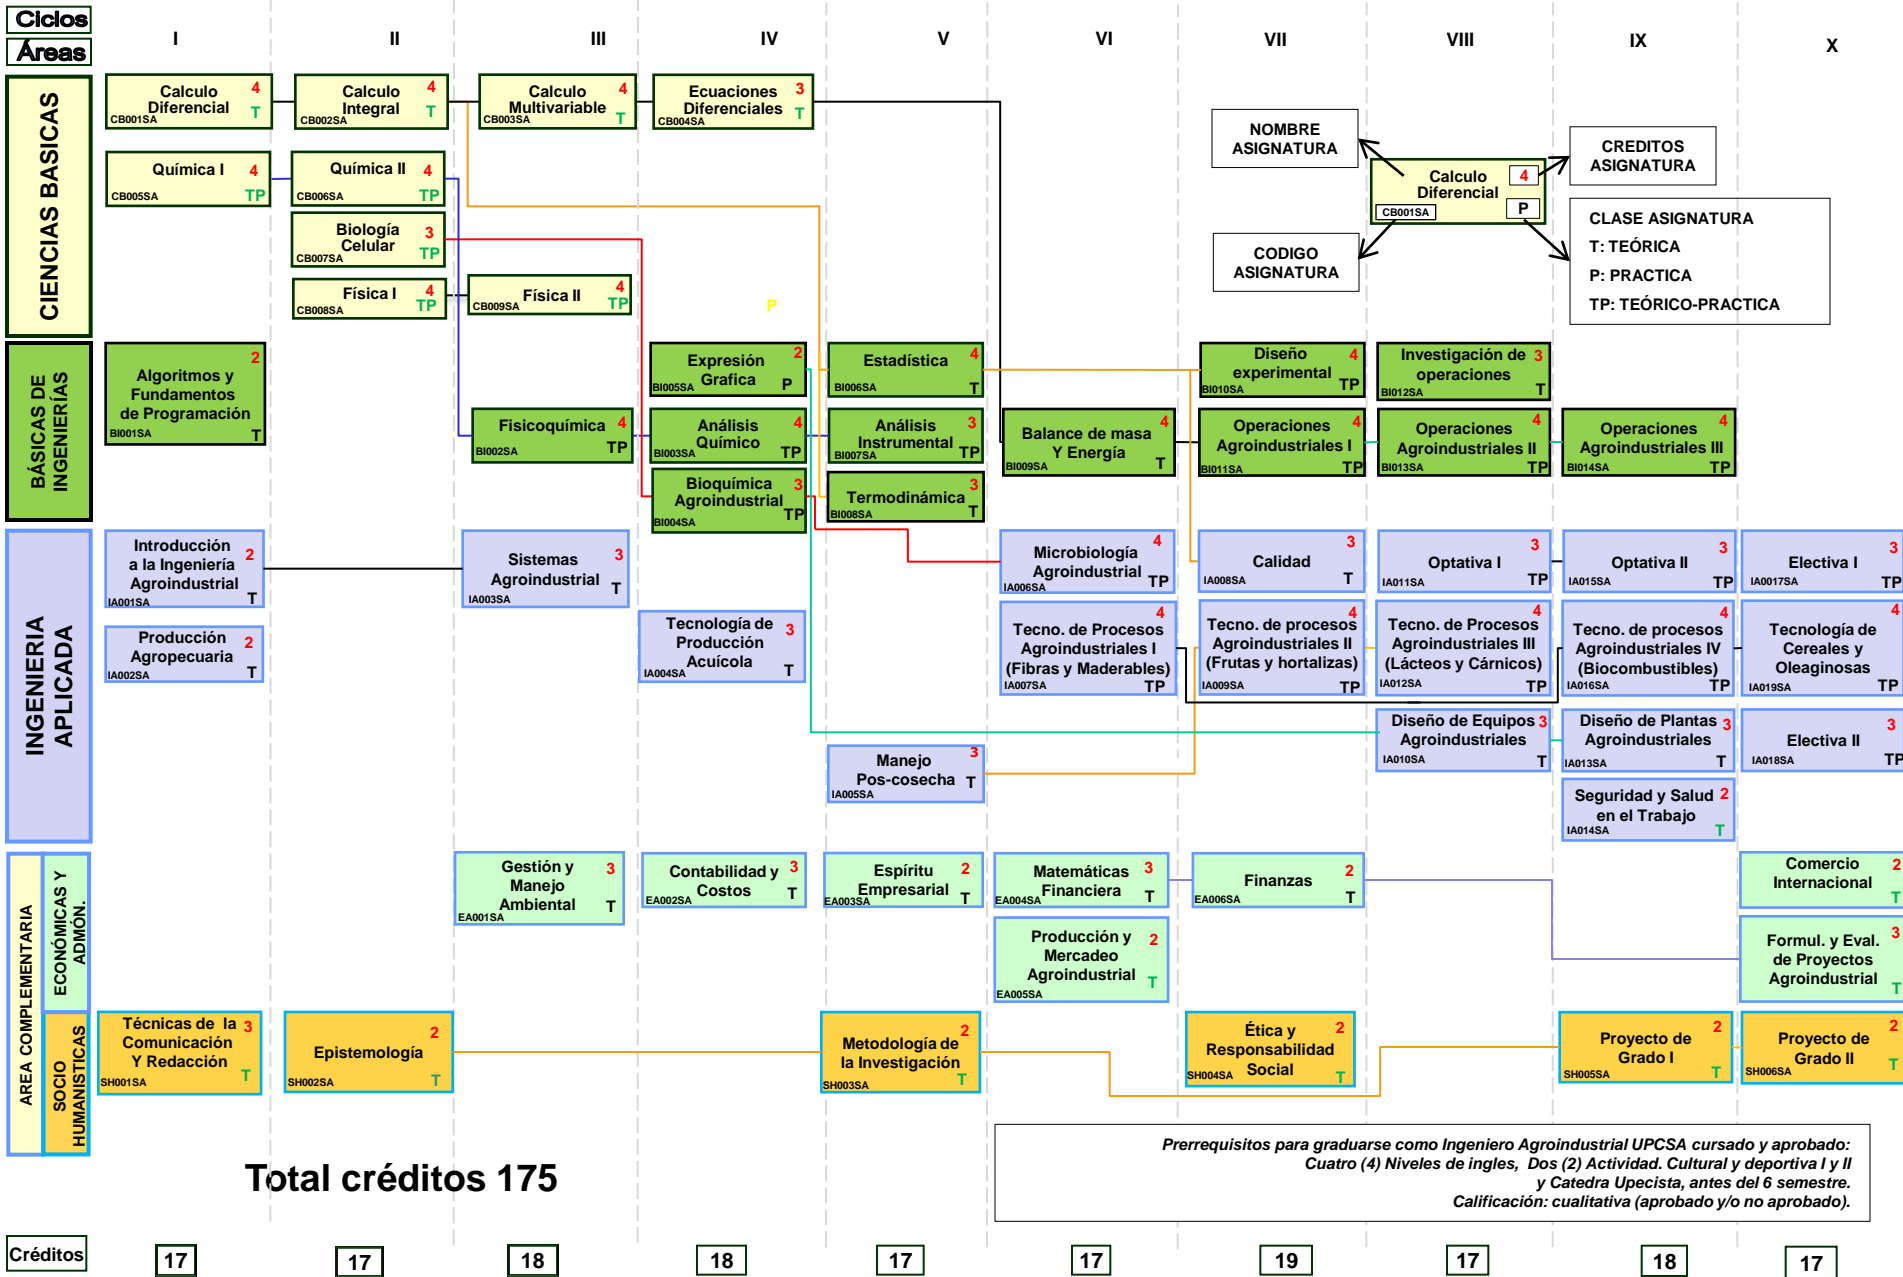 Ciclos
Áreas
I
II
III
IV
V
VI
VII
VIII
IX
X
CIENCIAS BASICAS
Calculo
Diferencial
4
T
CB001SA
Calculo
Integral
4
T
CB002SA
Calculo
Multivariable
4
T
CB003SA
Ecuaciones
Diferenciales
3
T
CB004SA
Química I
4
TP
CB005SA
Química II
4
TP
CB006SA
Biología
Celular
3
TP
CB007SA
Física I
4
TP
CB008SA
Física II
4
TP
CB009SA
P
NOMBRE
ASIGNATURA
CREDITOS
ASIGNATURA
Calculo
Diferencial
4
CB001SA
P
CODIGO
ASIGNATURA
CLASE ASIGNATURA
T: TEÓRICA
P: PRACTICA
TP: TEÓRICO-PRACTICA
BÁSICAS DE
INGENIERÍAS
Algoritmos y
Fundamentos
de Programación
2
T
BI001SA
Expresión
Grafica
2
P
BI005SA
Estadística
4
T
BI006SA
Diseño
experimental
4
TP
BI010SA
Investigación de
operaciones
3
T
BI012SA
Fisicoquímica
4
TP
BI002SA
Análisis
Químico
4
TP
BI003SA
Análisis
Instrumental
3
TP
BI007SA
Balance de masa
Y Energía
4
T
BI009SA
Operaciones
Agroindustriales I
4
TP
BI011SA
Operaciones
Agroindustriales II
4
TP
BI013SA
Operaciones
Agroindustriales III
4
TP
BI014SA
Bioquímica
Agroindustrial
3
TP
BI004SA
Termodinámica
3
T
BI008SA
INGENIERIA
APLICADA
Introducción
a la Ingeniería
Agroindustrial
2
T
IA001SA
Sistemas
Agroindustrial
3
T
IA003SA
Microbiología
Agroindustrial
4
TP
IA006SA
Calidad
3
T
IA008SA
Optativa I
3
TP
IA011SA
Optativa II
3
TP
IA015SA
Electiva I
3
TP
IA0017SA
Producción
Agropecuaria
2
T
IA002SA
Tecnología de
Producción
Acuícola
3
T
IA004SA
Tecno. de Procesos
Agroindustriales I
(Fibras y Maderables)
4
TP
IA007SA
Tecno. de procesos
Agroindustriales II
(Frutas y hortalizas)
4
TP
IA009SA
Tecno. de Procesos
Agroindustriales III
(Lácteos y Cárnicos)
4
TP
IA012SA
Tecno. de procesos
Agroindustriales IV
(Biocombustibles)
4
TP
IA016SA
Tecnología de
Cereales y
Oleaginosas
4
TP
IA019SA
Manejo
Pos-cosecha
3
T
IA005SA
Diseño de Equipos
Agroindustriales
3
T
IA010SA
Diseño de Plantas
Agroindustriales
3
T
IA013SA
Electiva II
3
TP
IA018SA
Seguridad y Salud
en el Trabajo
2
T
IA014SA
AREA COMPLEMENTARIA
ECONÓMICAS Y
ADMÓN.
Gestión y
Manejo
Ambiental
3
T
EA001SA
Contabilidad y
Costos
3
T
EA002SA
Espíritu
Empresarial
2
T
EA003SA
Matemáticas
Financiera
3
T
EA004SA
Finanzas
2
T
EA006SA
Comercio
Internacional
2
T
Producción y
Mercadeo
Agroindustrial
2
T
EA005SA
Formul. y Eval.
de Proyectos
Agroindustrial
3
T
SOCIO
HUMANISTICAS
Técnicas de la
Comunicación
Y Redacción
3
T
SH001SA
Epistemología
2
T
SH002SA
Metodología de
la Investigación
2
T
SH003SA
Ética y
Responsabilidad
Social
2
T
SH004SA
Proyecto de
Grado I
2
T
SH005SA
Proyecto de
Grado II
2
T
SH006SA
Prerrequisitos para graduarse como Ingeniero Agroindustrial UPCSA cursado y aprobado:
Cuatro (4) Niveles de ingles, Dos (2) Actividad. Cultural y deportiva I y II
y Catedra Upecista, antes del 6 semestre.
Calificación: cualitativa (aprobado y/o no aprobado).
Total créditos 175
Créditos
17
17
18
18
17
17
19
17
18
17